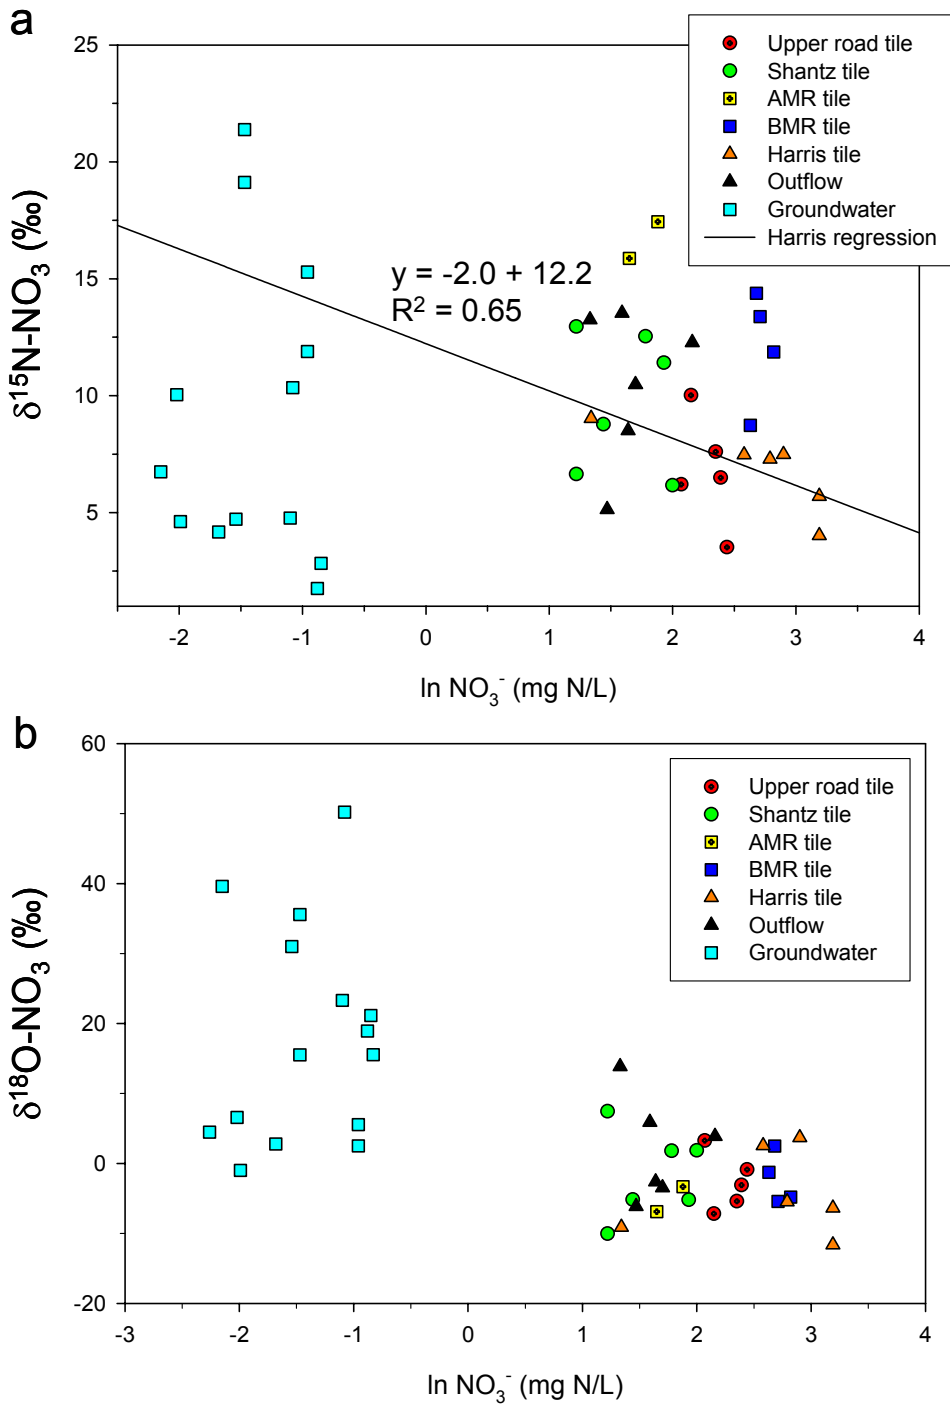 a
25
20
15
10
5
δ¹⁵N-NO₃ (‰)
Upper road tile
Shantz tile
AMR tile
BMR tile
Harris tile
Outflow
Groundwater
Harris regression
y = -2.0 + 12.2
R² = 0.65
-2 -1 0 1 2 3 4
ln NO₃⁻ (mg N/L)
b
60
40
20
0
-20
δ¹⁸O-NO₃ (‰)
Upper road tile
Shantz tile
AMR tile
BMR tile
Harris tile
Outflow
Groundwater
-3 -2 -1 0 1 2 3 4
ln NO₃⁻ (mg N/L)